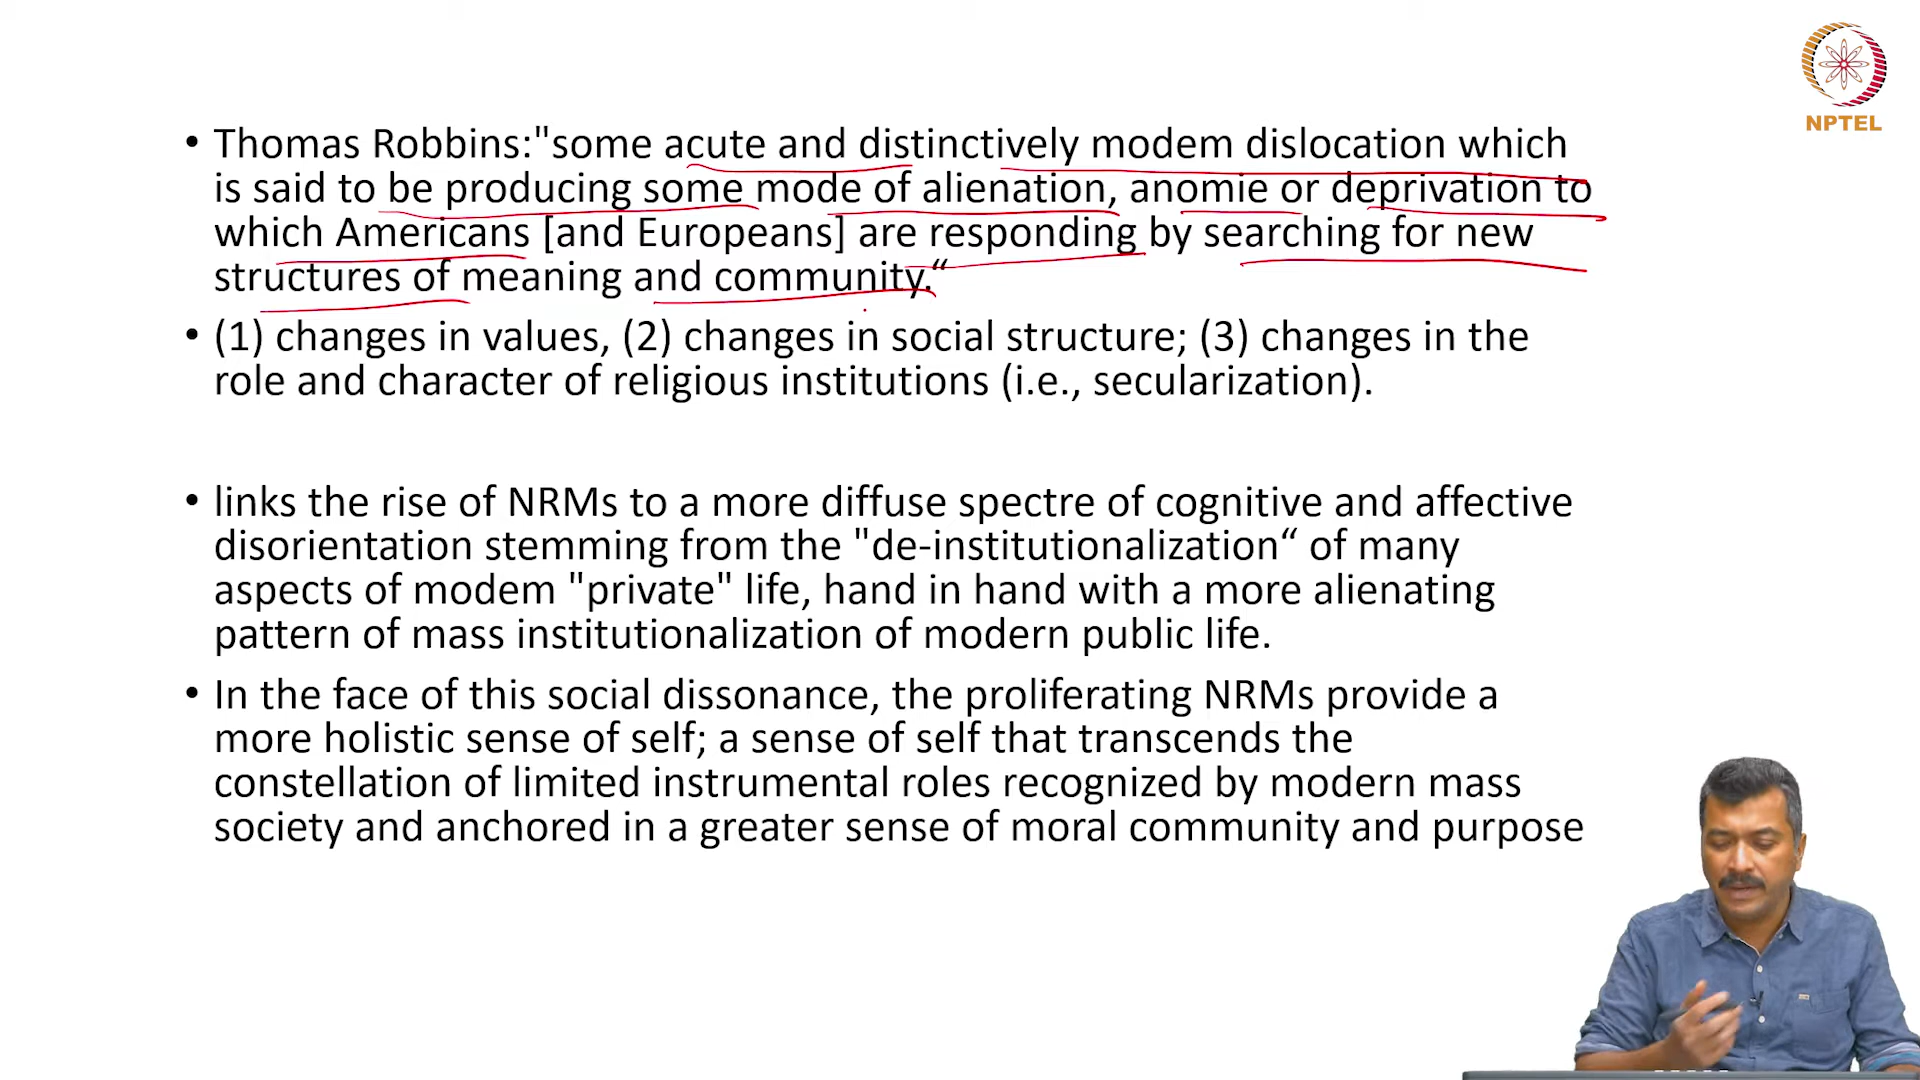 NPTEL
• Thomas Robbins:"some acute and distinctively modem dislocation which
is said to be producing some mode of alienation, anomie or deprivation to
which Americans [and Europeans] are responding by searching for new
structures of meaning and community.“
• (1) changes in values, (2) changes in social structure; (3) changes in the
role and character of religious institutions (i.e., secularization).
• links the rise of NRMs to a more diffuse spectre of cognitive and affective
disorientation stemming from the "de-institutionalization“ of many
aspects of modem "private" life, hand in hand with a more alienating
pattern of mass institutionalization of modern public life.
• In the face of this social dissonance, the proliferating NRMs provide a
more holistic sense of self; a sense of self that transcends the
constellation of limited instrumental roles recognized by modern mass
society and anchored in a greater sense of moral community and purpose